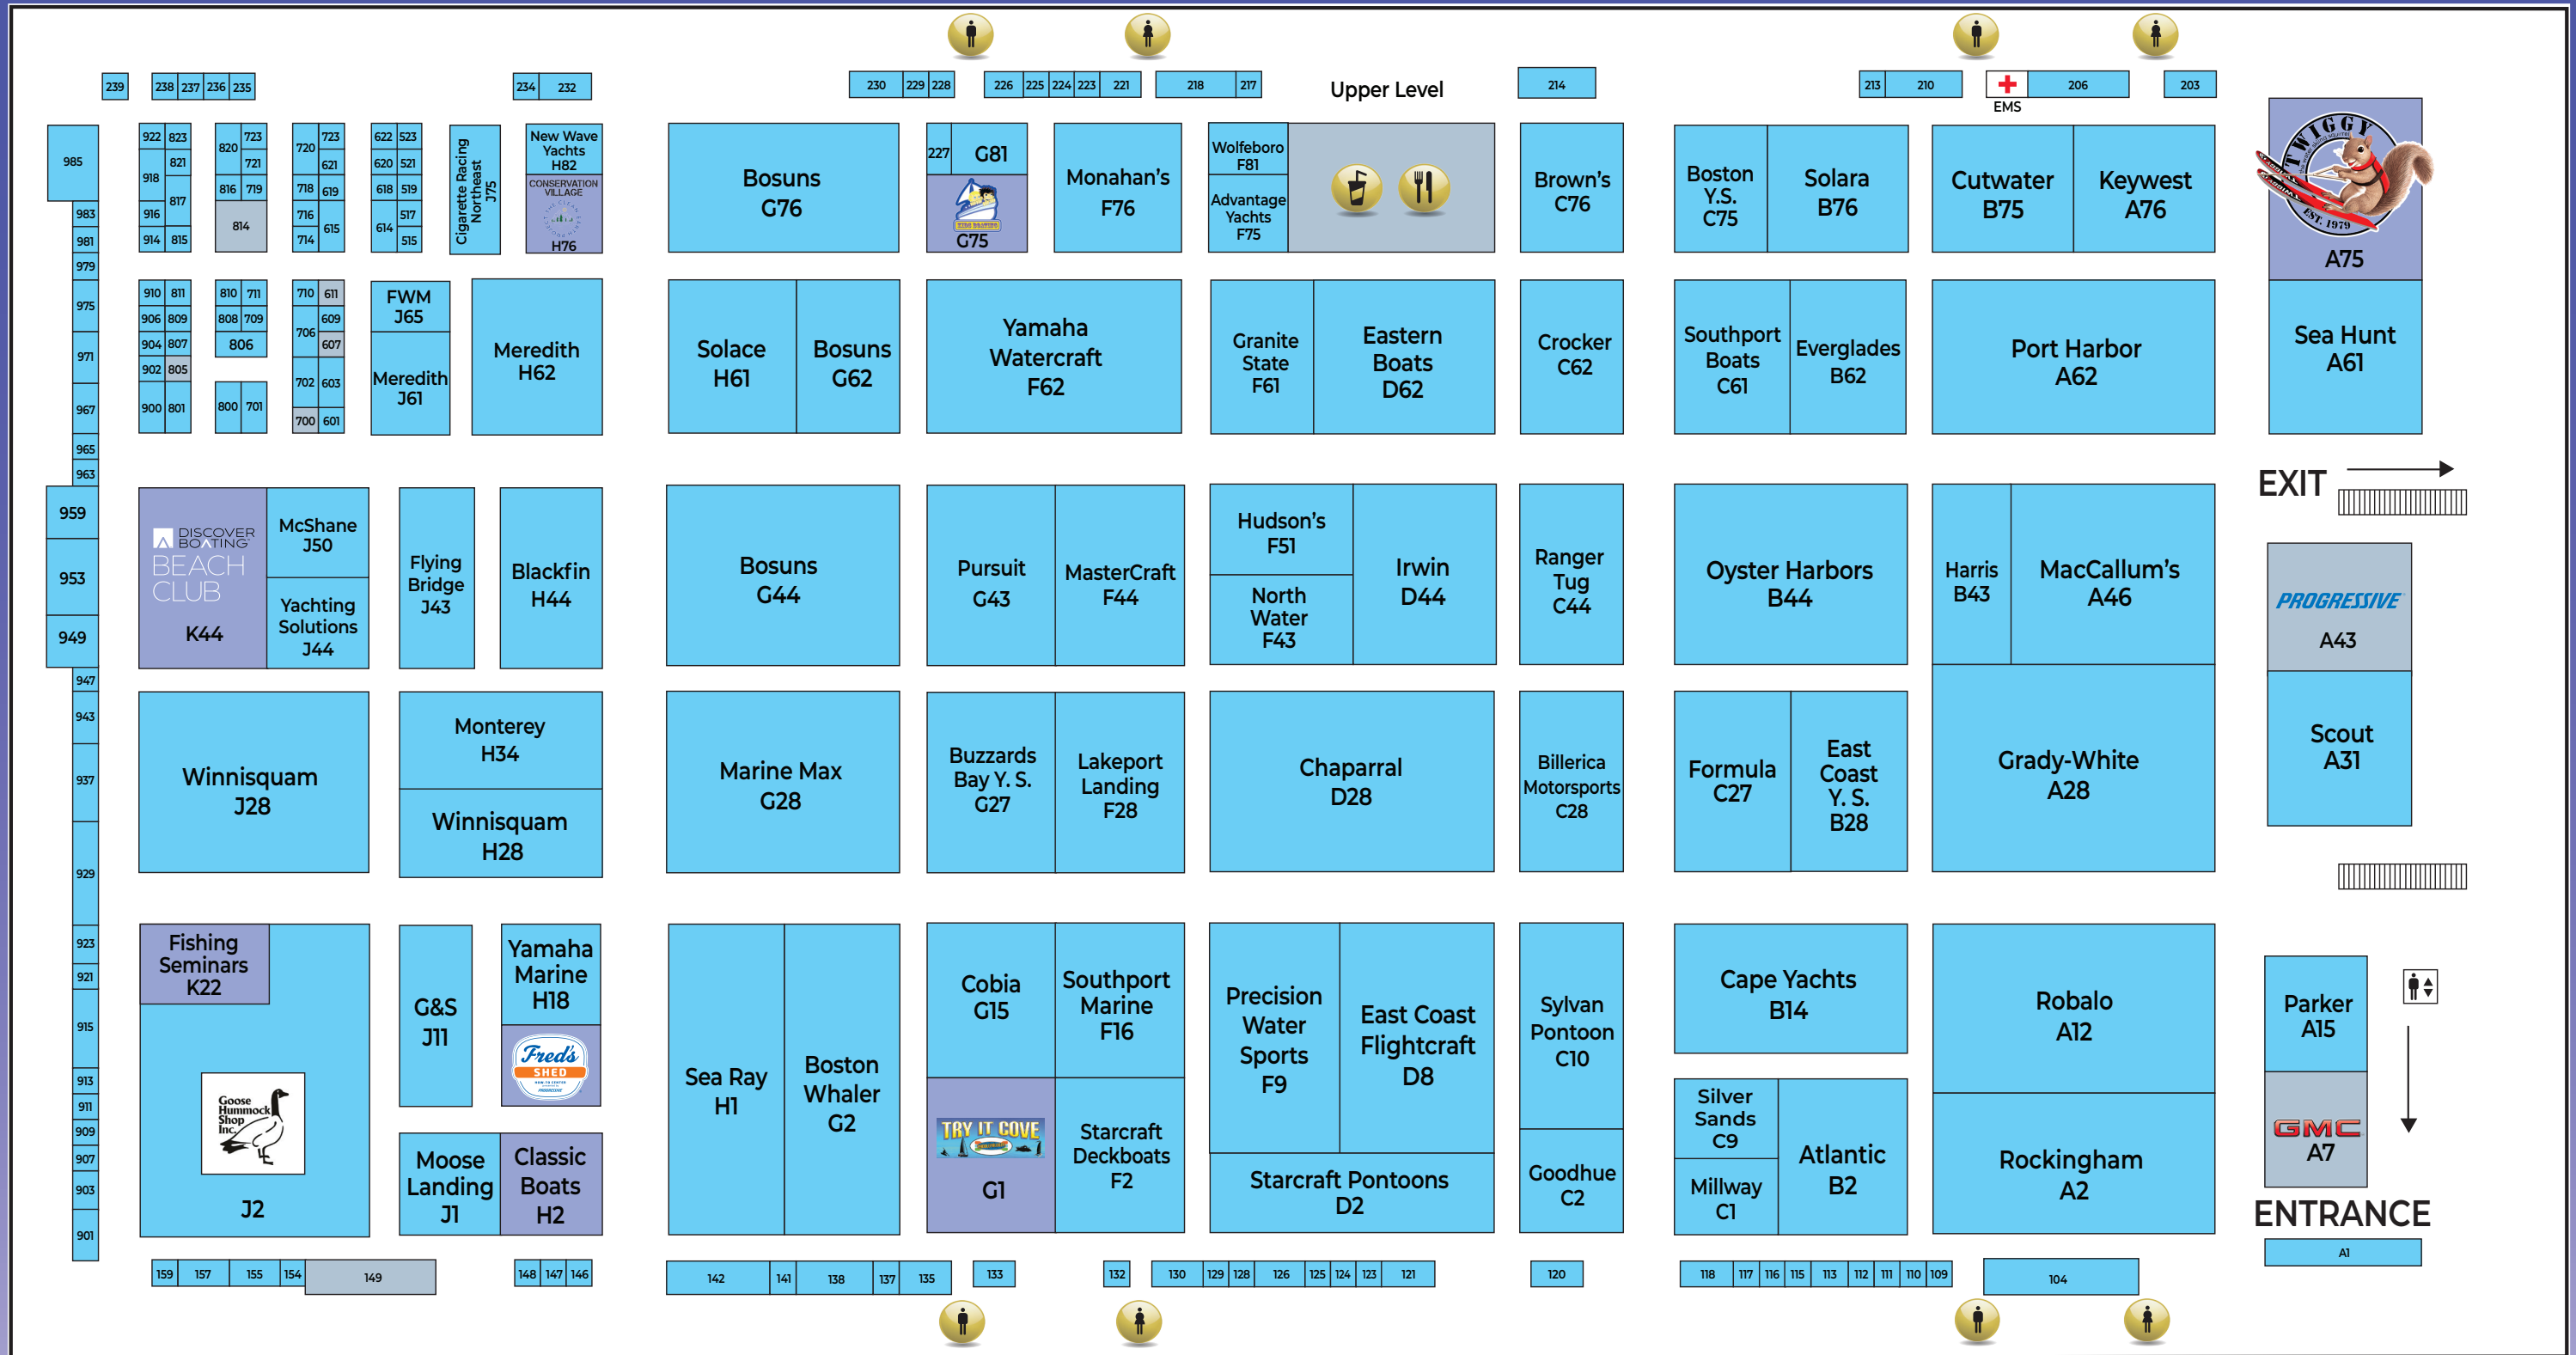 239
238 237 236 235
234 232
230 229 228
226 225 224 223 221
218 217
Upper Level
214
213 210
EMS
206
203
985
983
981
979
975
971
967
965
963
959
953
949
947
943
937
929
923
921
915
913
911
909
907
903
901
922 823
918 821
817
916
914 815
820 723
721
816 719
814
720 723
621
718 619
716
714 615
622 523
620 521
618 519
614 517
515
Cigarette Racing
Northeast
J75
New Wave
Yachts
H82
CONSERVATION
VILLAGE
H76
Bosuns
G76
227
G81
G75
Monahan's
F76
Wolfeboro
F81
Advantage
Yachts
F75
Brown's
C76
Boston
Y.S.
C75
Solara
B76
Cutwater
B75
Keywest
A76
TWIGGY
EST. 1979
A75
910 811
906 809
904 807
902 805
900 801
810 711
808 709
806
800 701
710 611
706 609
607
702 603
700 601
FWM
J65
Meredith
J61
Meredith
H62
Solace
H61
Bosuns
G62
Yamaha
Watercraft
F62
Granite
State
F61
Eastern
Boats
D62
Crocker
C62
Southport
Boats
C61
Everglades
B62
Port Harbor
A62
Sea Hunt
A61
EXIT
DISCOVER
BOATING
BEACH
CLUB
K44
McShane
J50
Yachting
Solutions
J44
Flying
Bridge
J43
Blackfin
H44
Bosuns
G44
Pursuit
G43
MasterCraft
F44
Hudson's
F51
North
Water
F43
Irwin
D44
Ranger
Tug
C44
Oyster Harbors
B44
Harris
B43
MacCallum's
A46
PROGRESSIVE
A43
Winnisquam
J28
Monterey
H34
Winnisquam
H28
Marine Max
G28
Buzzards
Bay Y. S.
G27
Lakeport
Landing
F28
Chaparral
D28
Billerica
Motorsports
C28
Formula
C27
East
Coast
Y. S.
B28
Grady-White
A28
Scout
A31
Fishing
Seminars
K22
Goose
Hummock
Shop
Inc.
J2
G&S
J11
Yamaha
Marine
H18
Fred's
SHED
Moose
Landing
J1
Classic
Boats
H2
Sea Ray
H1
Boston
Whaler
G2
Cobia
G15
Southport
Marine
F16
TRY IT COVE
G1
Starcraft
Deckboats
F2
Precision
Water
Sports
F9
East Coast
Flightcraft
D8
Starcraft Pontoons
D2
Sylvan
Pontoon
C10
Goodhue
C2
Cape Yachts
B14
Silver
Sands
C9
Millway
C1
Atlantic
B2
Robalo
A12
Rockingham
A2
Parker
A15
GMC
A7
ENTRANCE
A1
159 157 155 154 149
148 147 146
142 141 138 137 135
133
132
130 129 128 126 125 124 123 121
120
118 117 116 115 113 112 111 110 109
104